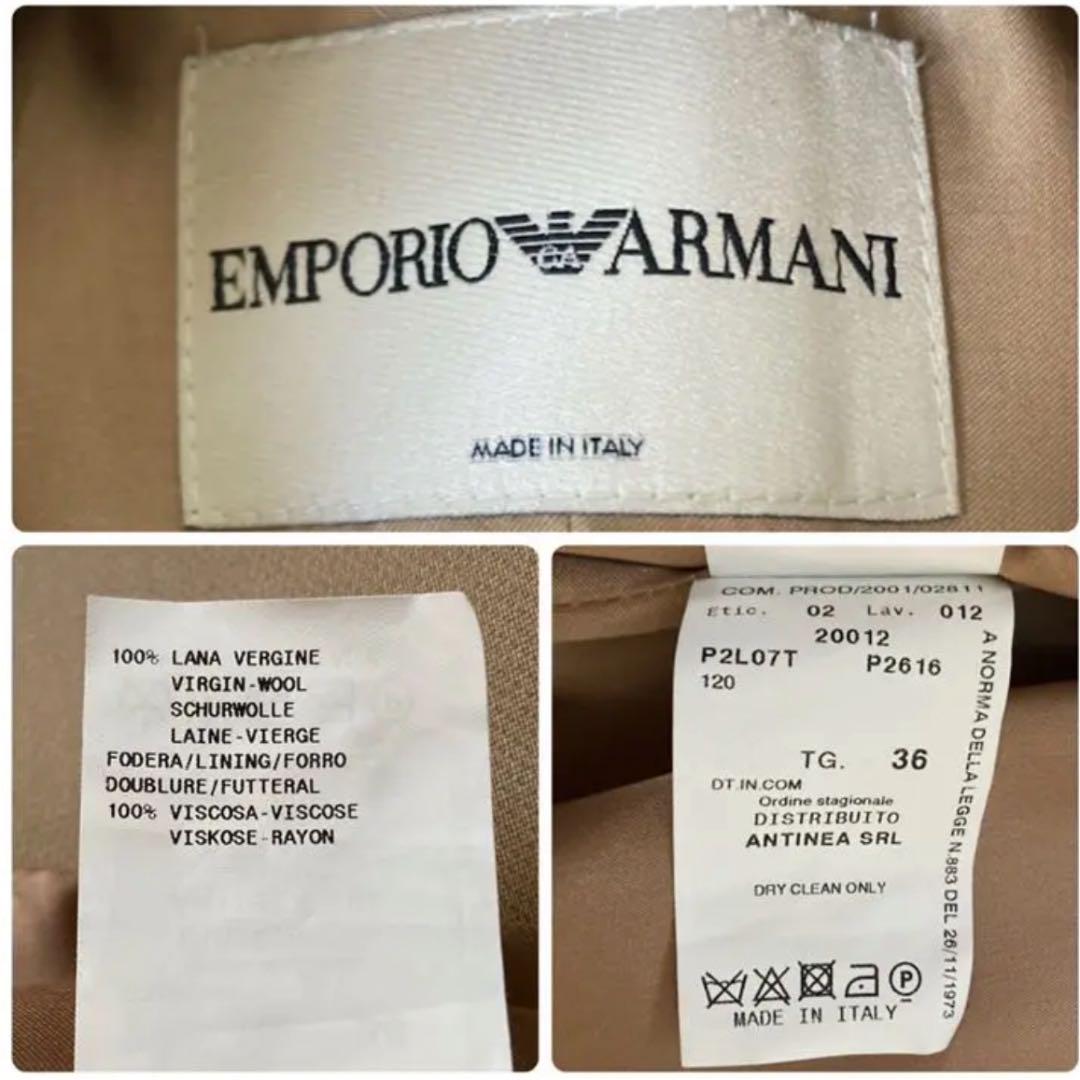 EMPORIO ARMANI
GA
MADE IN ITALY
100% LANA VERGINE
VIRGIN-WOOL
SCHURWOLLE
LAINE-VIERGE
FODERA/LINING/FORRO
DOUBLURE/FUTTERAL
100% VISCOSA-VISCOSE
VISKOSE-RAYON
COM. PROD/2001/02811
Etic. 02 Lav. 012
20012
P2L07T P2616
120
TG. 36
DT.IN.COM
Ordine stagionale
DISTRIBUITO
ANTINEA SRL
DRY CLEAN ONLY
P
MADE IN ITALY
A NORMA DELLA LEGGE N.883 DEL 26/11/1973